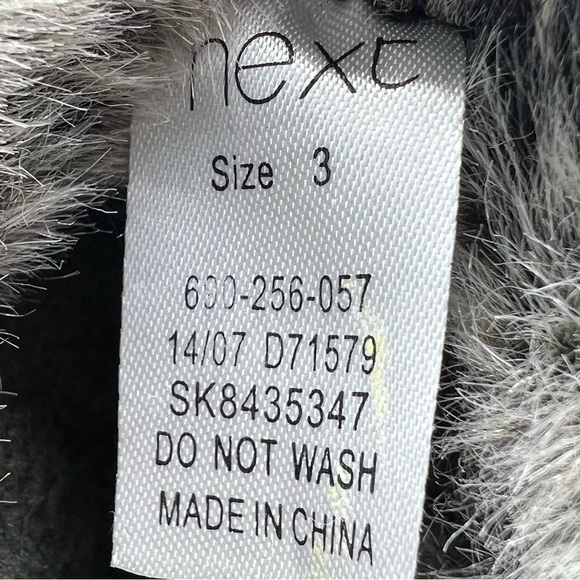 next
Size 3
690-256-057
14/07 D71579
SK8435347
DO NOT WASH
MADE IN CHINA